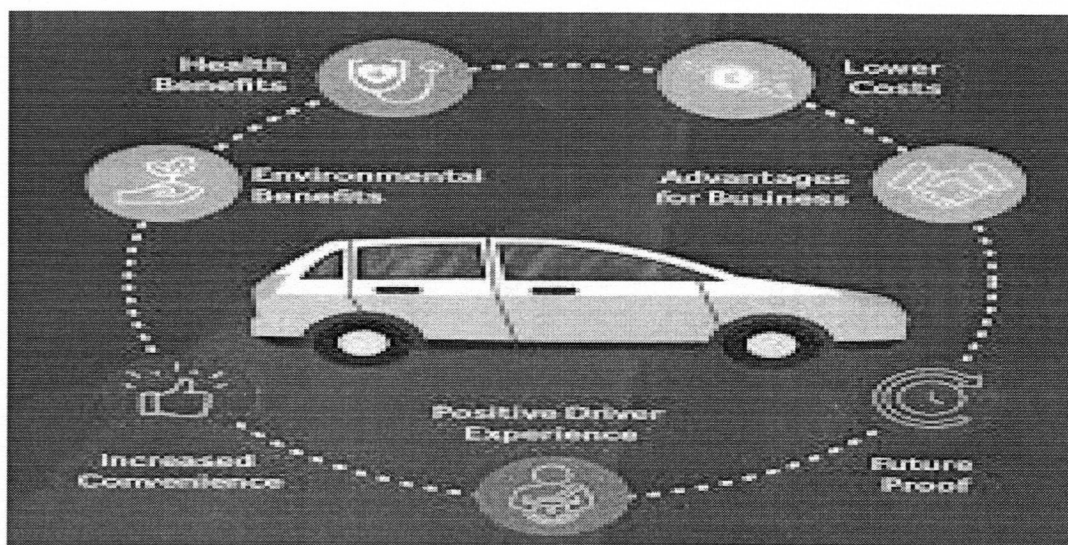 Health
Benefits
Lower
Costs
Environmental
Benefits
Advantages
for Business
Positive Driver
Experience
Increased
Convenience
Future
Proof